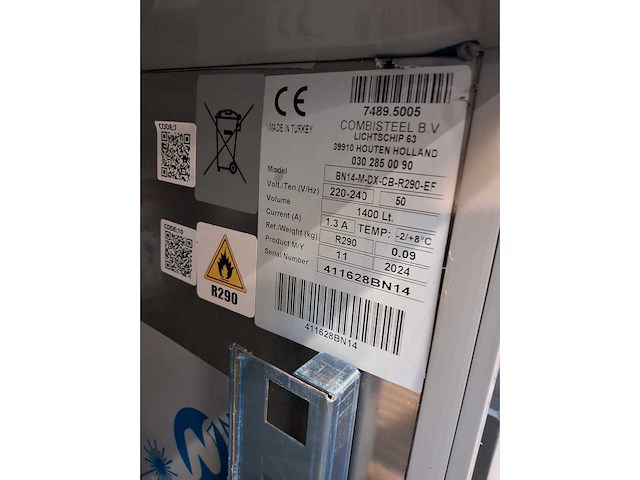 CODE:7
CE
MADE IN TURKEY
7489.5005
COMBISTEEL B.V
LICHTSCHIP 63
39910 HOUTEN HOLLAND
030 285 00 90
Model BN14-M-DX-CB-R290-EF
Volt./Ten.(V/Hz) 220-240 50
Volume 1400 Lt.
Current (A) 1.3 A TEMP: -2/+8°C
Ref./Weight (kg) R290 0.09
Product M/Y 11 2024
Serial Number 411628BN14
411628BN14
CODE:10
R290